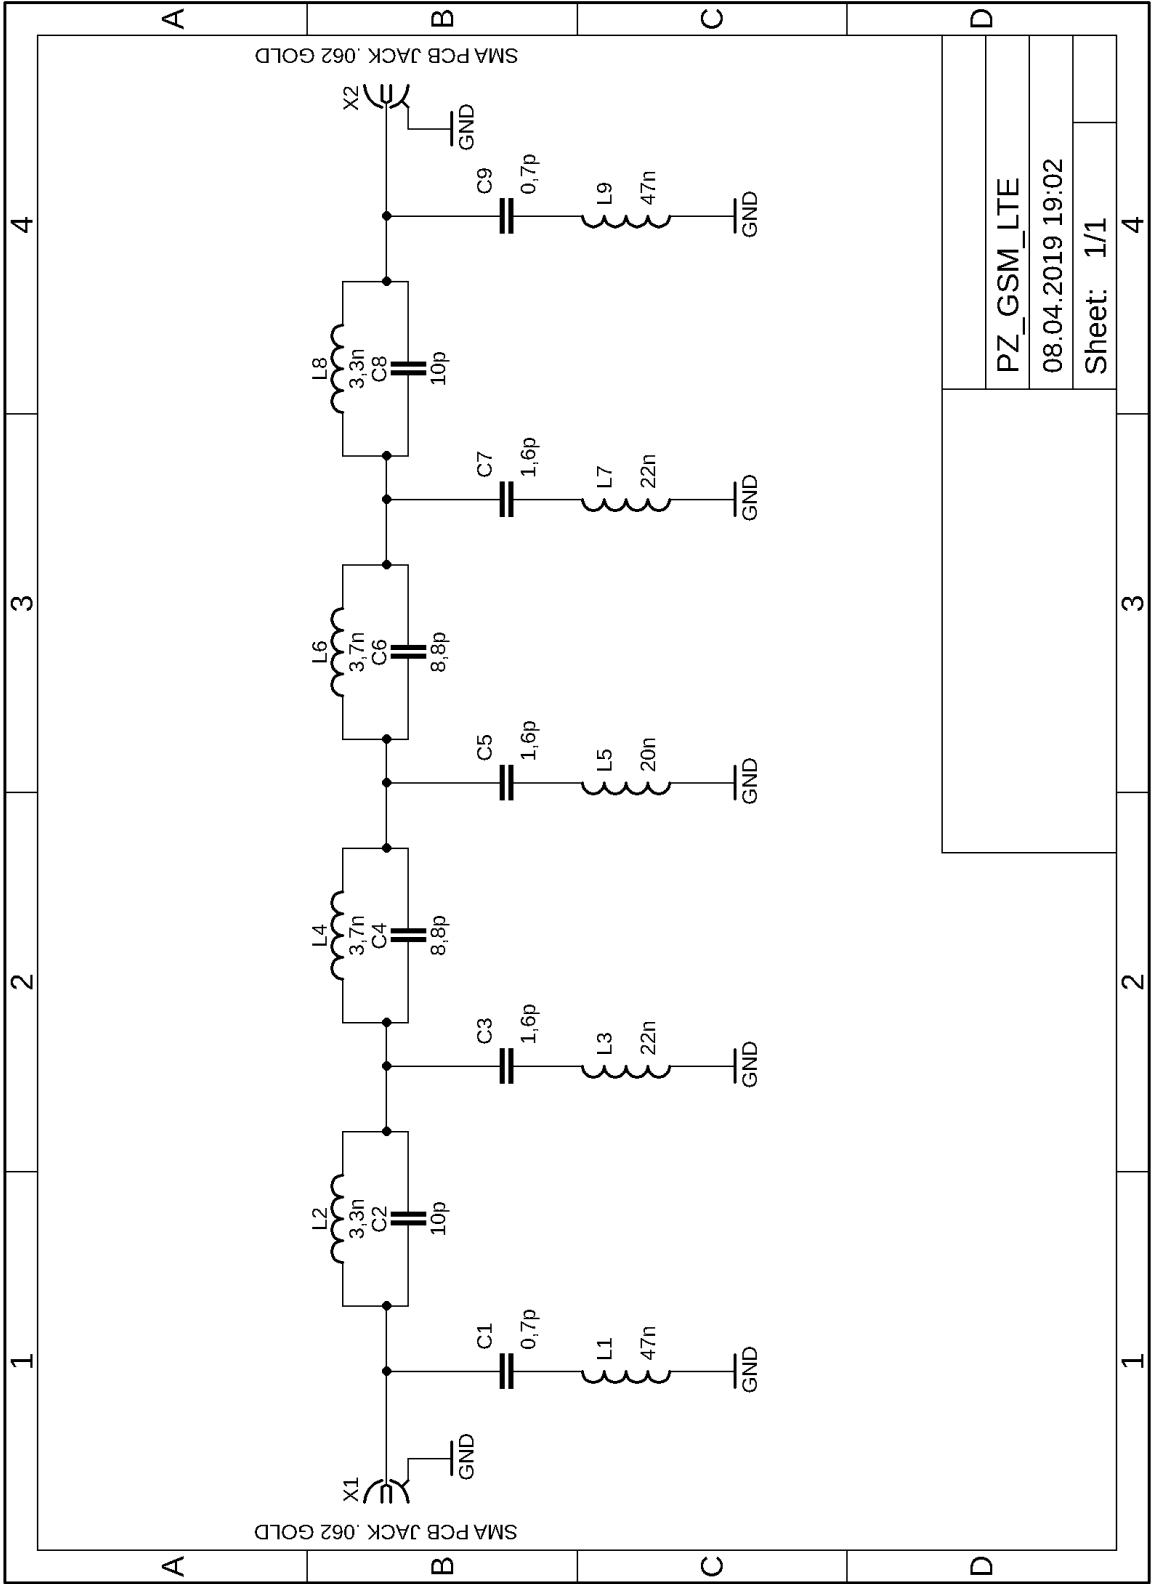 1
2
3
4
A
A
B
B
C
C
D
D
SMA PCB JACK .062 GOLD
X1
GND
C1
0,7p
L1
47n
GND
L2
3,3n
C2
10p
C3
1,6p
L3
22n
GND
L4
3,7n
C4
8,8p
C5
1,6p
L5
20n
GND
L6
3,7n
C6
8,8p
C7
1,6p
L7
22n
GND
L8
3,3n
C8
10p
C9
0,7p
L9
47n
GND
X2
GND
SMA PCB JACK .062 GOLD
PZ_GSM_LTE
08.04.2019 19:02
Sheet: 1/1
1
2
3
4